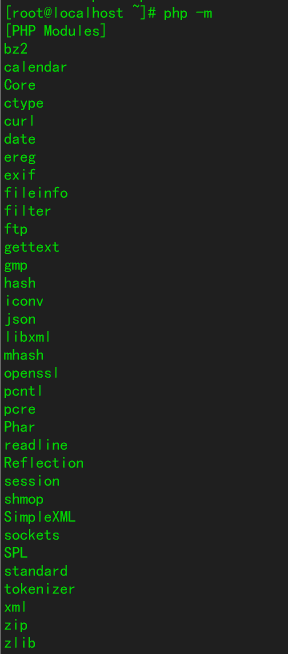 [root@localhost ~]# php -m
[PHP Modules]
bz2
calendar
Core
ctype
curl
date
ereg
exif
fileinfo
filter
ftp
gettext
gmp
hash
iconv
json
libxml
mhash
openssl
pcntl
pcre
Phar
readline
Reflection
session
shmop
SimpleXML
sockets
SPL
standard
tokenizer
xml
zip
zlib